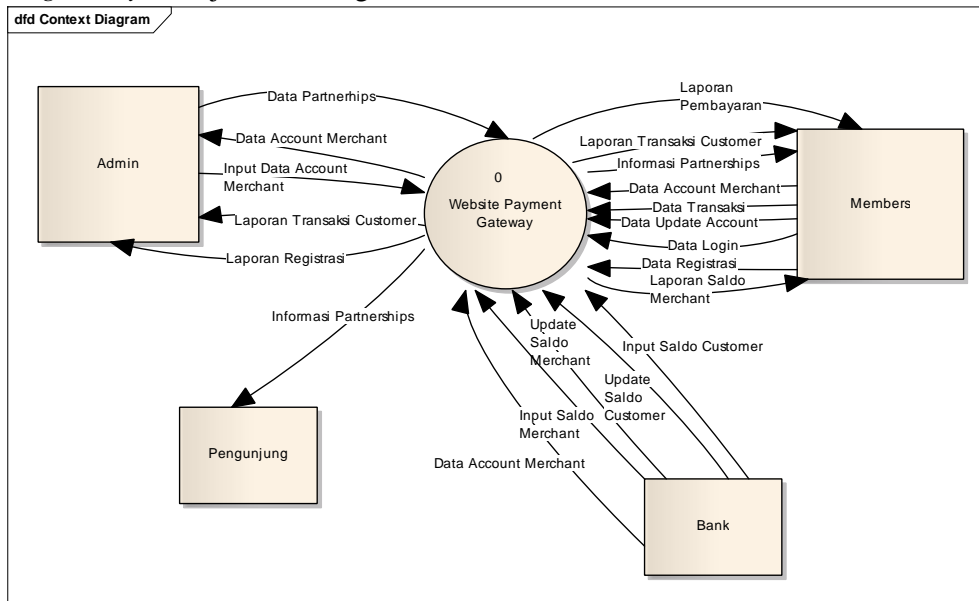 dfd Context Diagram
Data Partnerhips
Data Account Merchant
Input Data Account
Merchant
Laporan Transaksi Customer
Laporan Registrasi
Admin
0
Website Payment
Gateway
Laporan
Pembayaran
Laporan Transaksi Customer
Informasi Partnerships
Data Account Merchant
Data Transaksi
Data Update Account
Data Login
Data Registrasi
Laporan Saldo
Merchant
Members
Informasi Partnerships
Pengunjung
Update
Saldo
Merchant
Input Saldo Customer
Update
Saldo
Customer
Input Saldo
Merchant
Data Account Merchant
Bank